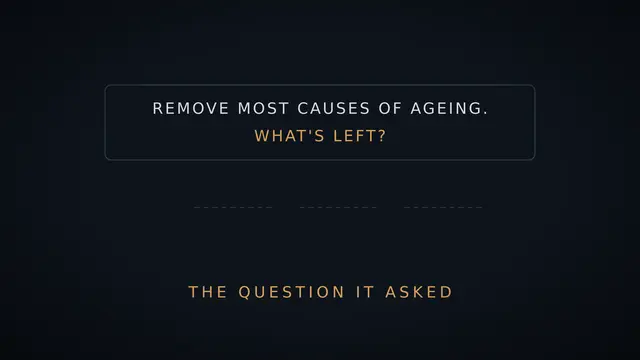 REMOVE MOST CAUSES OF AGEING.
WHAT'S LEFT?
THE QUESTION IT ASKED